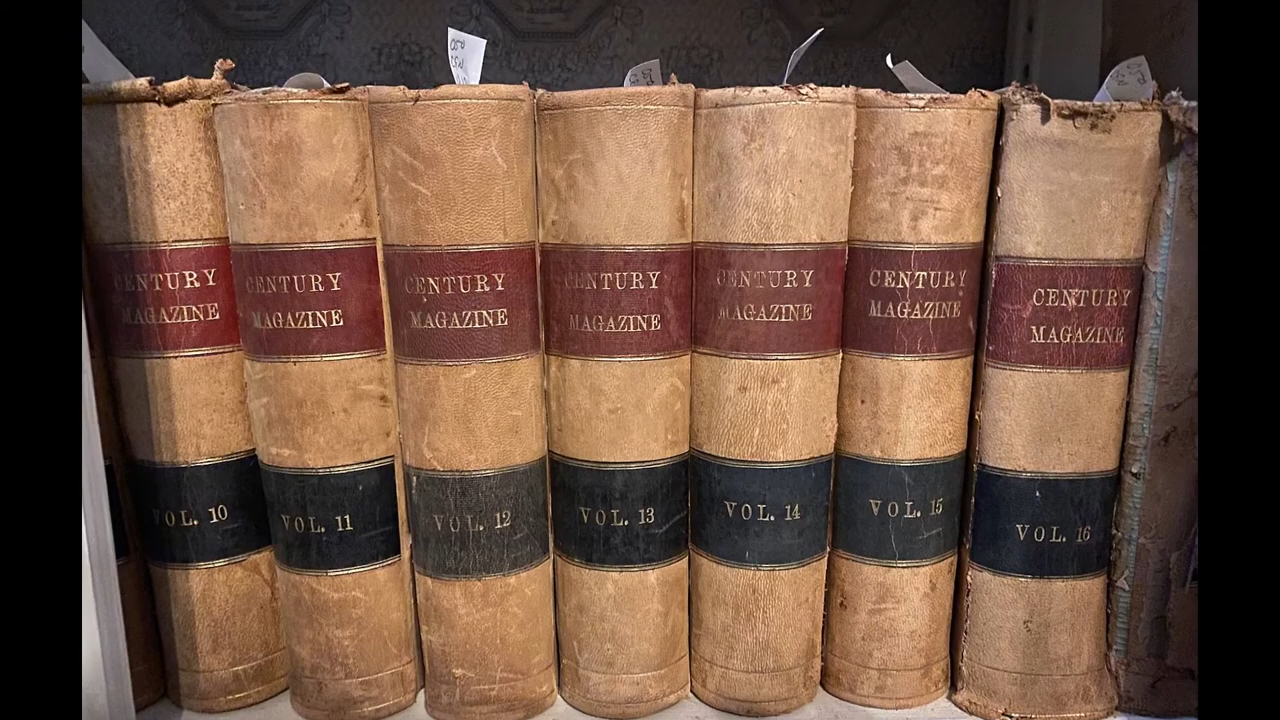 CENTURY
MAGAZINE
VOL. 10
CENTURY
MAGAZINE
VOL. 11
CENTURY
MAGAZINE
VOL. 12
CENTURY
MAGAZINE
VOL. 13
CENTURY
MAGAZINE
VOL. 14
CENTURY
MAGAZINE
VOL. 15
CENTURY
MAGAZINE
VOL. 16